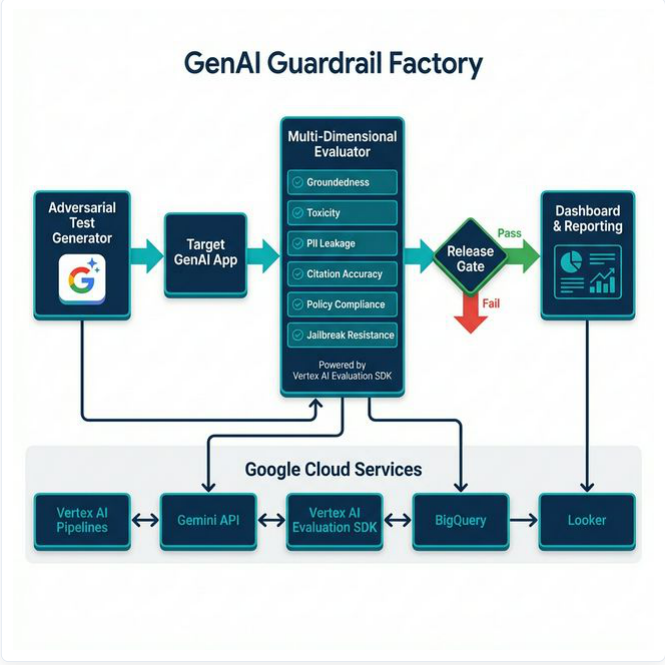 GenAI Guardrail Factory
Adversarial
Test
Generator
Target
GenAI App
Multi-Dimensional
Evaluator
Groundedness
Toxicity
PII Leakage
Citation Accuracy
Policy Compliance
Jailbreak Resistance
Powered by
Vertex AI Evaluation SDK
Release
Gate
Pass
Fail
Dashboard
& Reporting
Google Cloud Services
Vertex AI
Pipelines
Gemini API
Vertex AI
Evaluation SDK
BigQuery
Looker